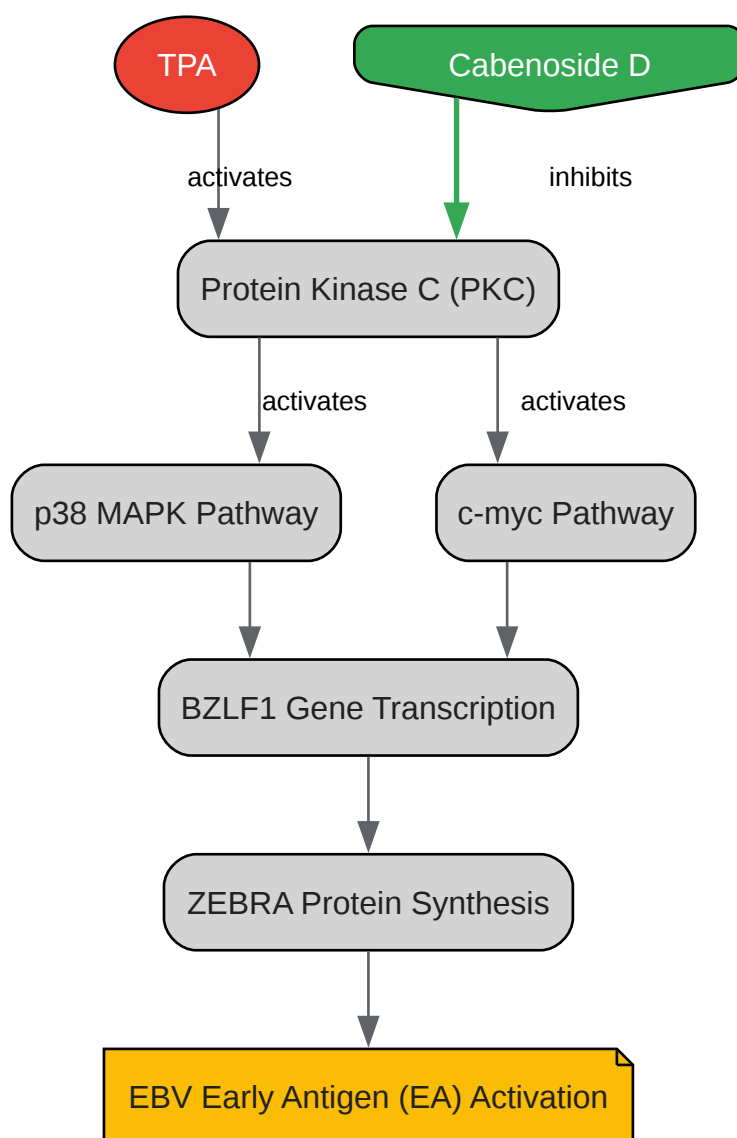 TPA
Cabenoside D
activates
inhibits
Protein Kinase C (PKC)
activates
activates
p38 MAPK Pathway
c-myc Pathway
BZLF1 Gene Transcription
ZEBRA Protein Synthesis
EBV Early Antigen (EA) Activation